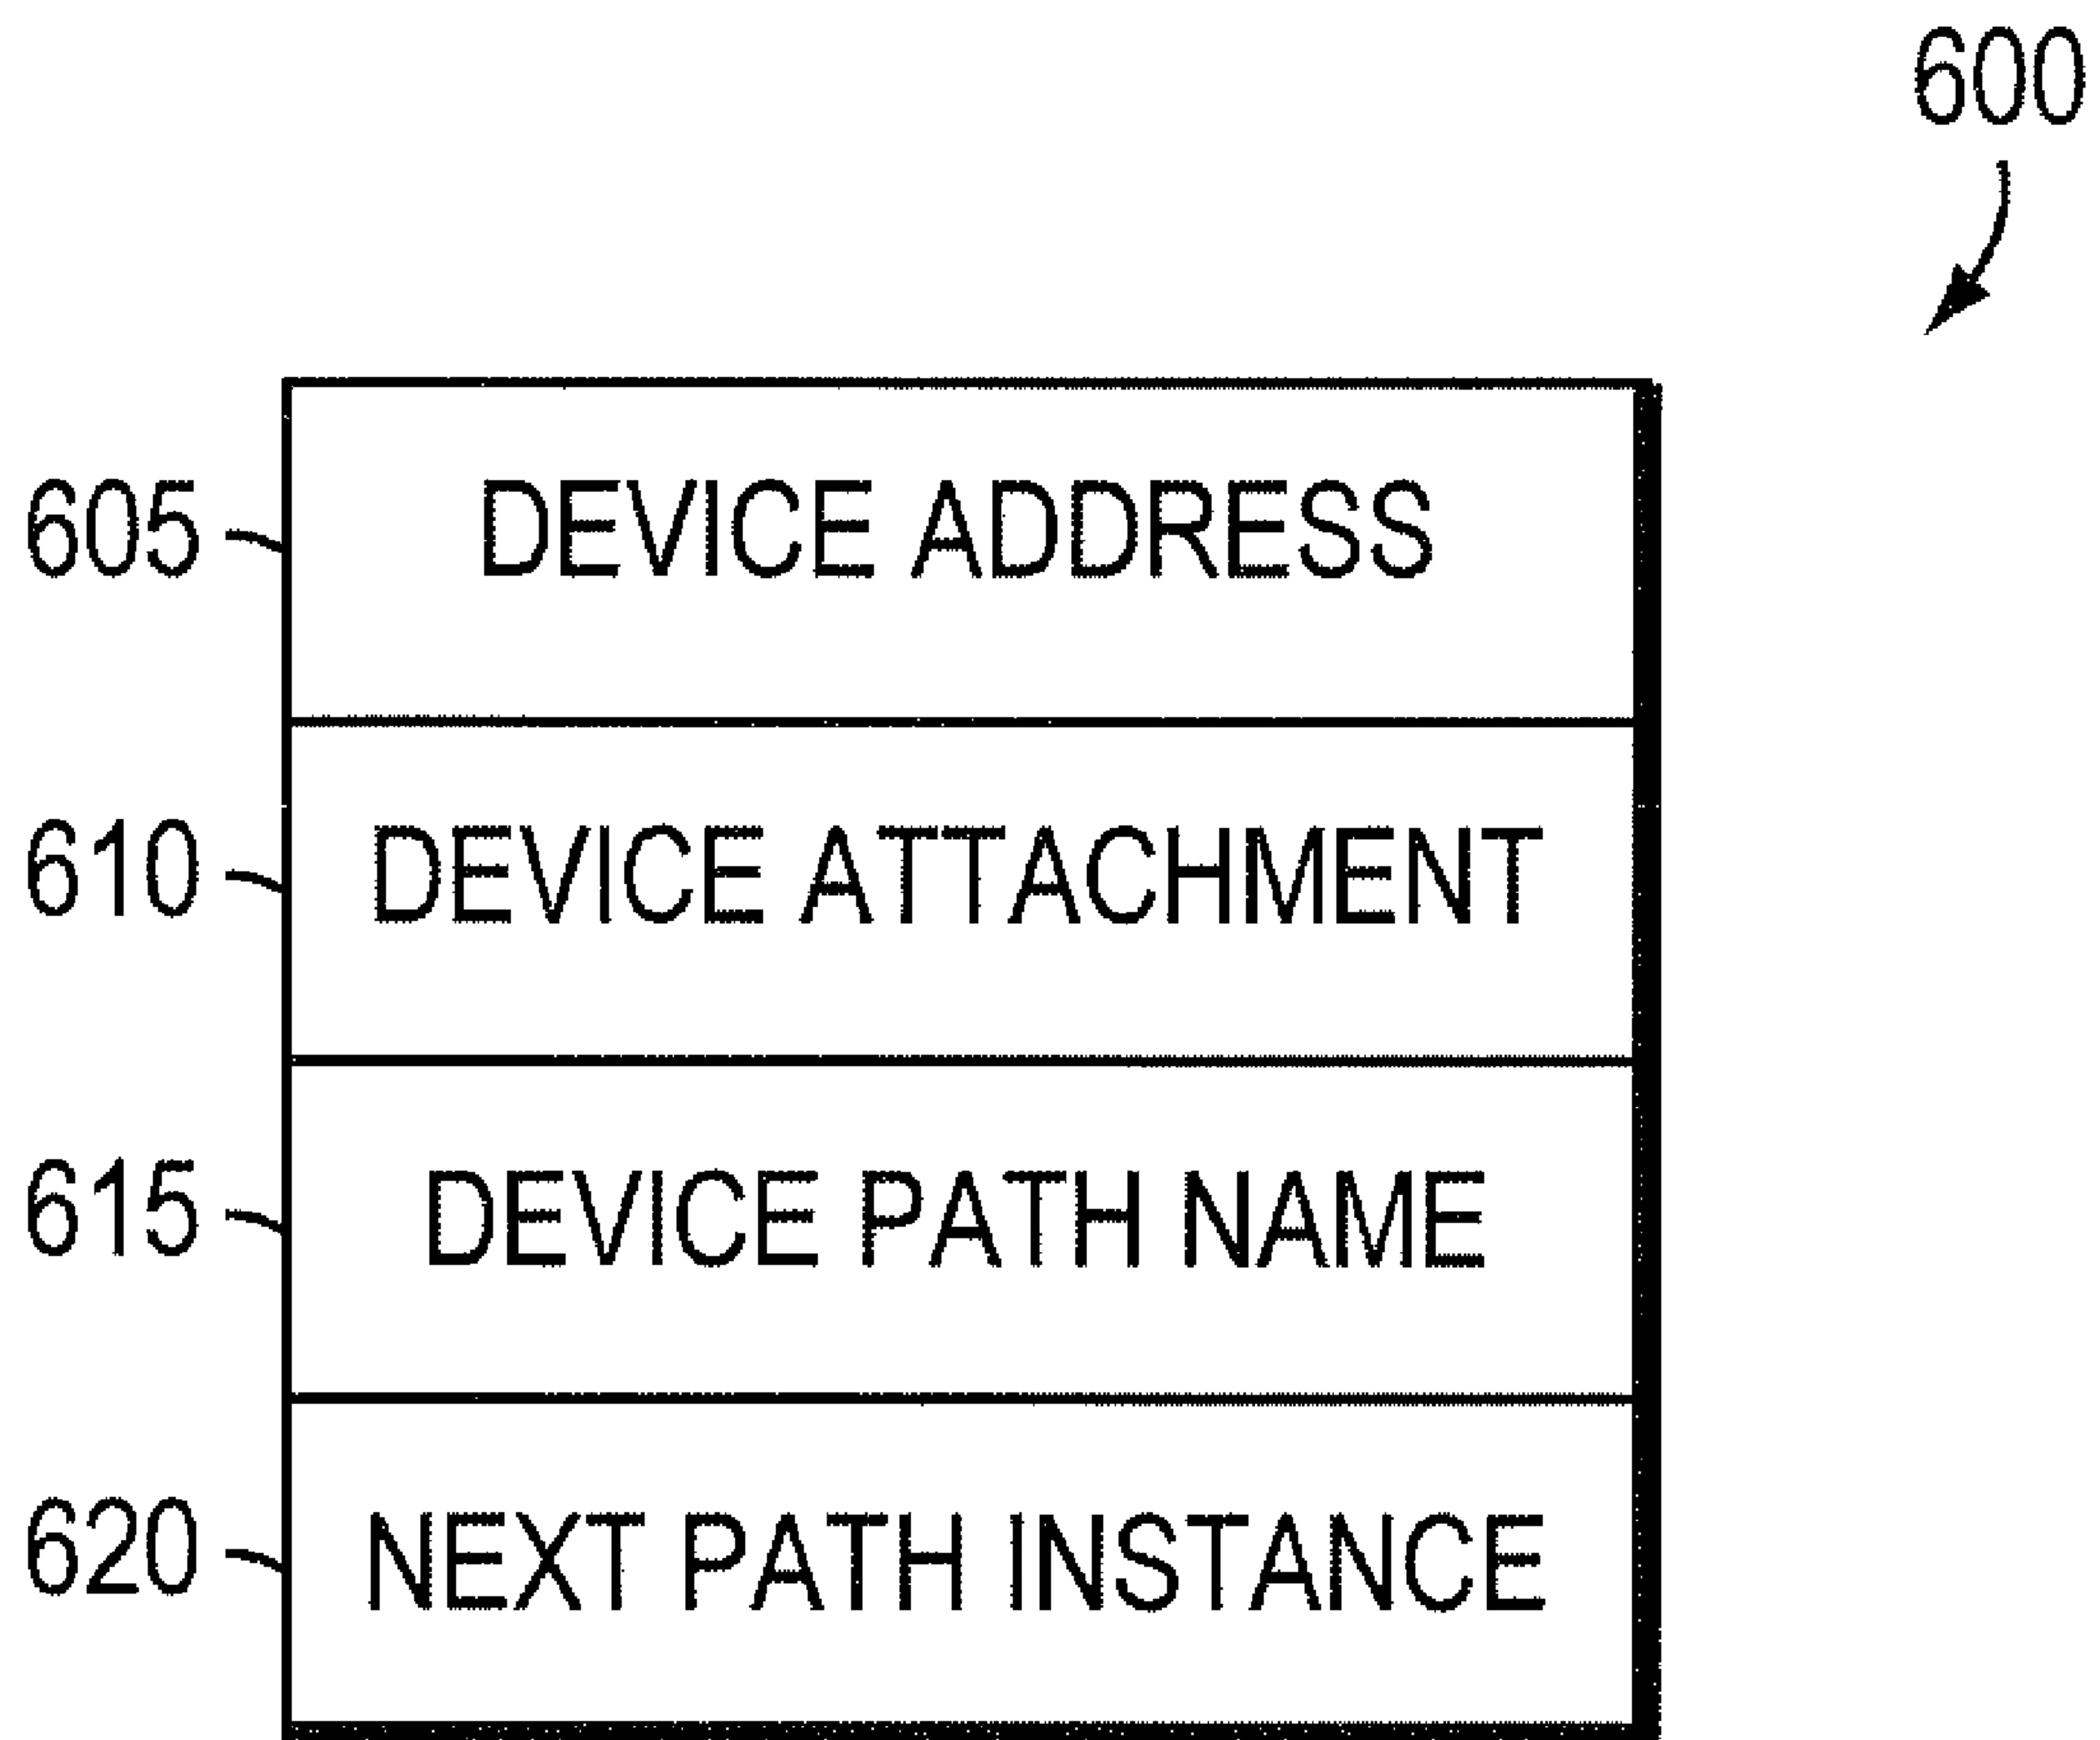 600
605 DEVICE ADDRESS
610 DEVICE ATTACHMENT
615 DEVICE PATH NAME
620 NEXT PATH INSTANCE